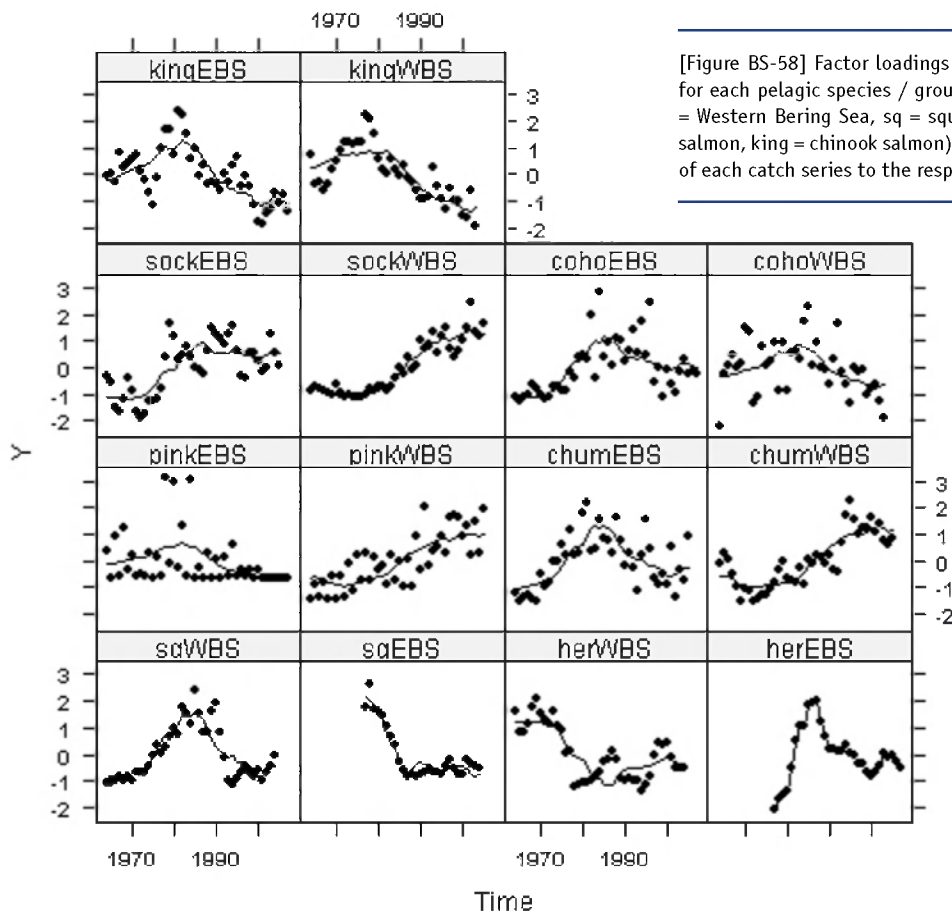 1970 1990
[Figure BS-58] Factor loadings
for each pelagic species / grou
= Western Bering Sea, sq = squ
salmon, king = chinook salmon)
of each catch series to the resp
kingEBS kingWBS
3
2
1
0
-1
-2
sockEBS sockWBS cohoEBS cohoWBS
3
2
1
0
-1
-2
Y
pinkEBS pinkWBS chumEBS chumWBS
3
2
1
0
-1
-2
sqWBS sqEBS herWBS herEBS
3
2
1
0
-1
-2
1970 1990 1970 1990
Time